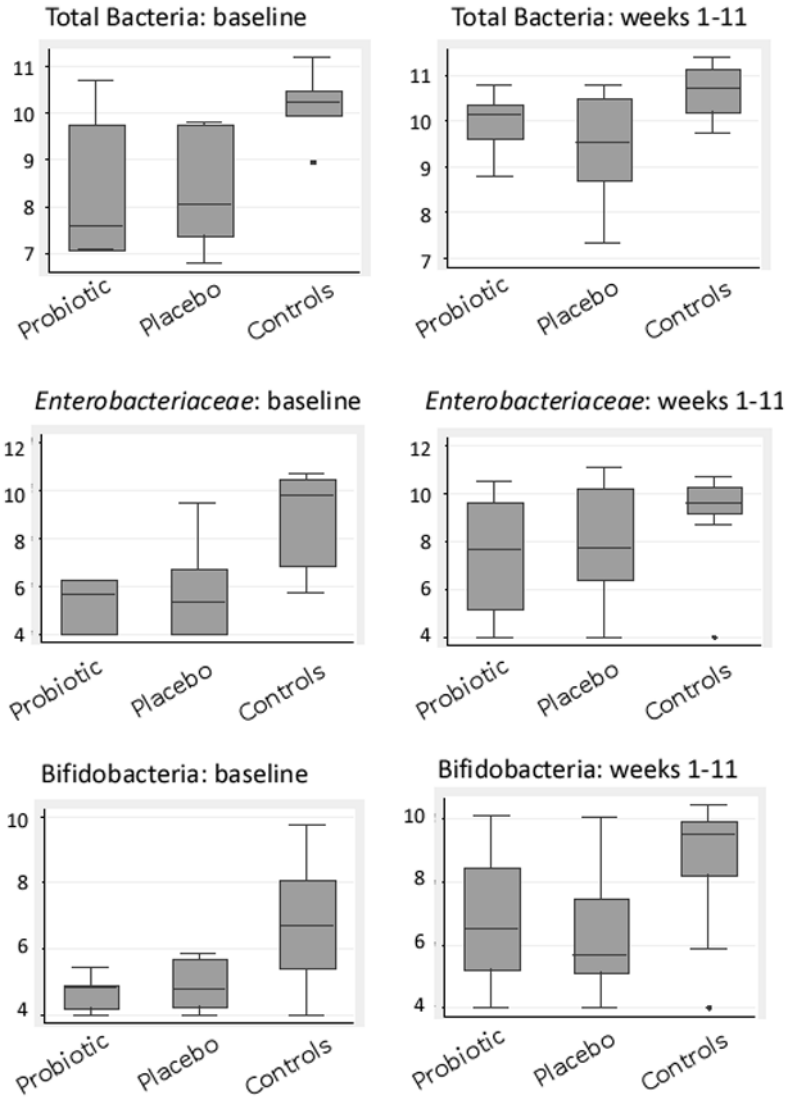 Total Bacteria: baseline
11
10
9
8
7
Probiotic
Placebo
Controls
Total Bacteria: weeks 1-11
11
10
9
8
7
Probiotic
Placebo
Controls
Enterobacteriaceae: baseline
12
10
8
6
4
Probiotic
Placebo
Controls
Enterobacteriaceae: weeks 1-11
12
10
8
6
4
Probiotic
Placebo
Controls
Bifidobacteria: baseline
10
8
6
4
Probiotic
Placebo
Controls
Bifidobacteria: weeks 1-11
10
8
6
4
Probiotic
Placebo
Controls